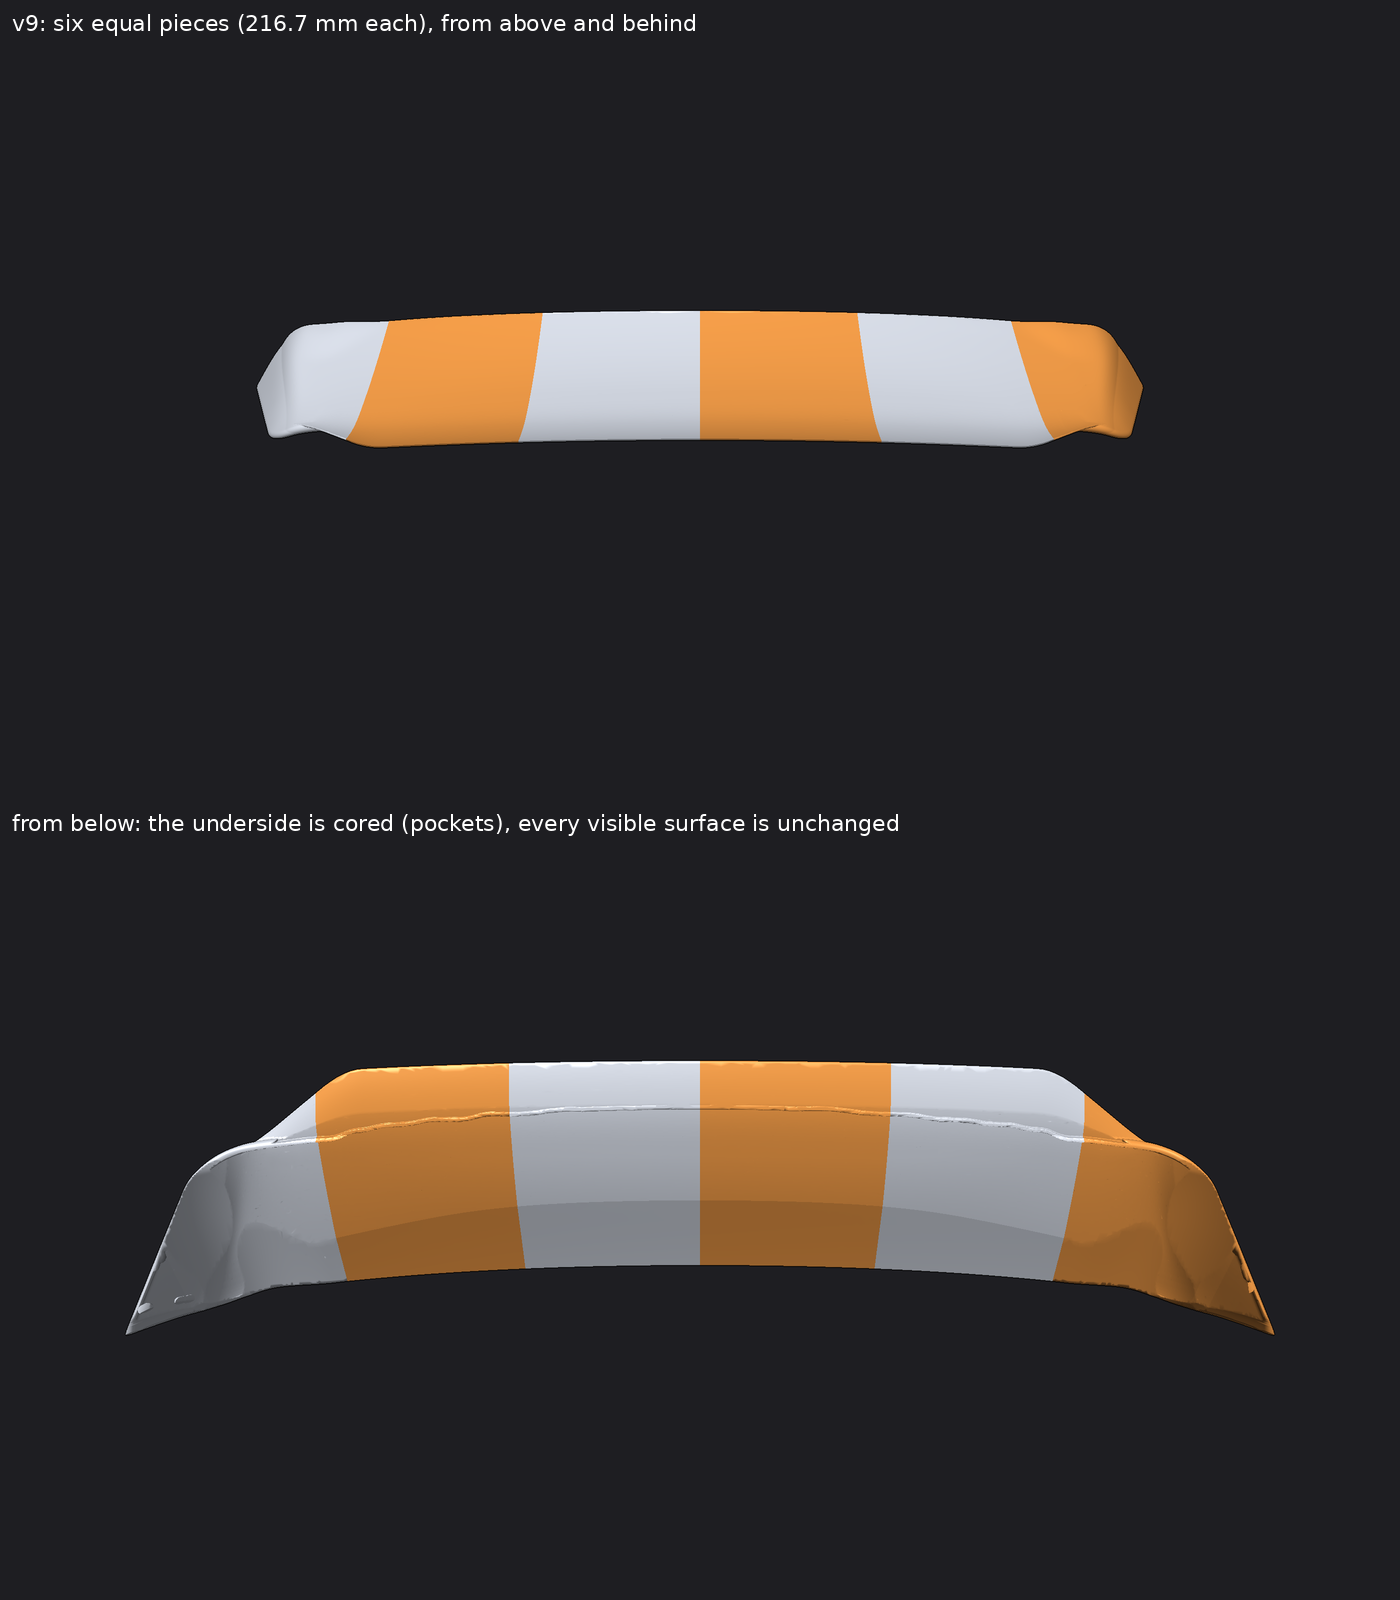 v9: six equal pieces (216.7 mm each), from above and behind
from below: the underside is cored (pockets), every visible surface is unchanged